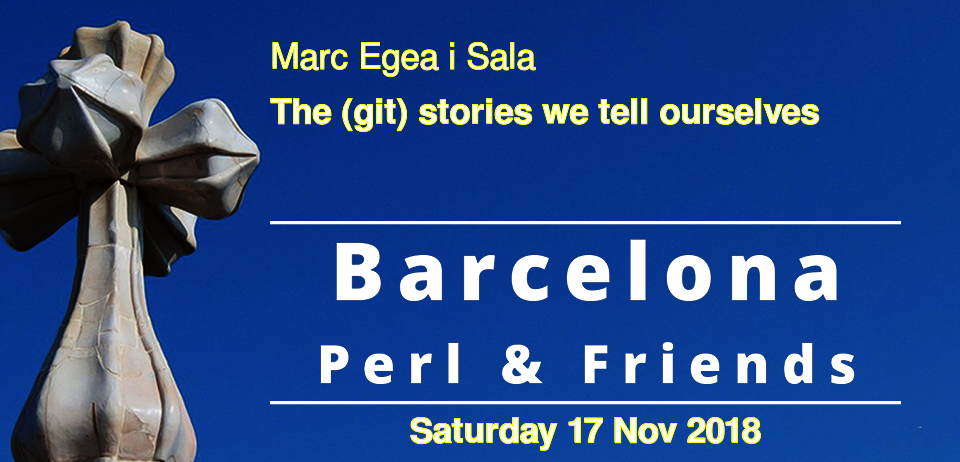 Marc Egea i Sala
The (git) stories we tell ourselves
Barcelona
Perl & Friends
Saturday 17 Nov 2018